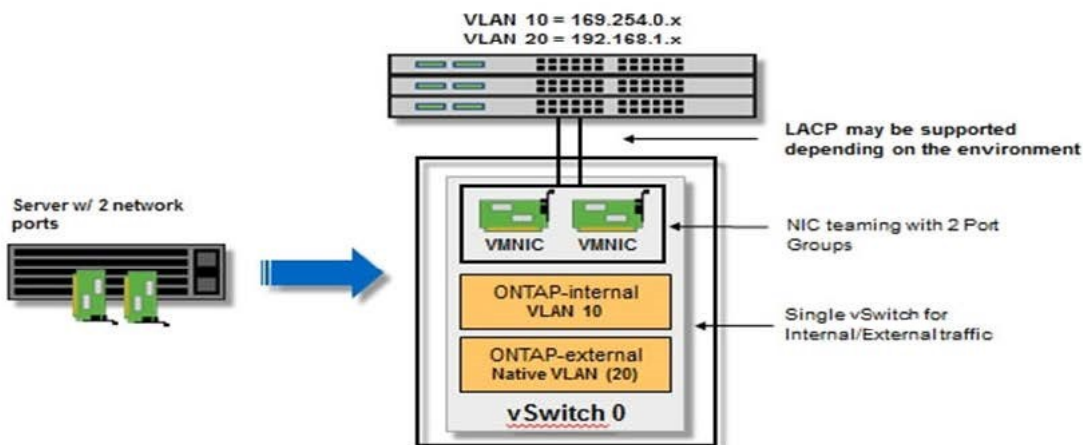 VLAN 10 = 169.254.0.x
VLAN 20 = 192.168.1.x
LACP may be supported
depending on the environment
Server w/ 2 network
ports
VMNIC
VMNIC
NIC teaming with 2 Port
Groups
ONTAP-internal
VLAN 10
Single vSwitch for
Internal/External traffic
ONTAP-external
Native VLAN (20)
vSwitch 0